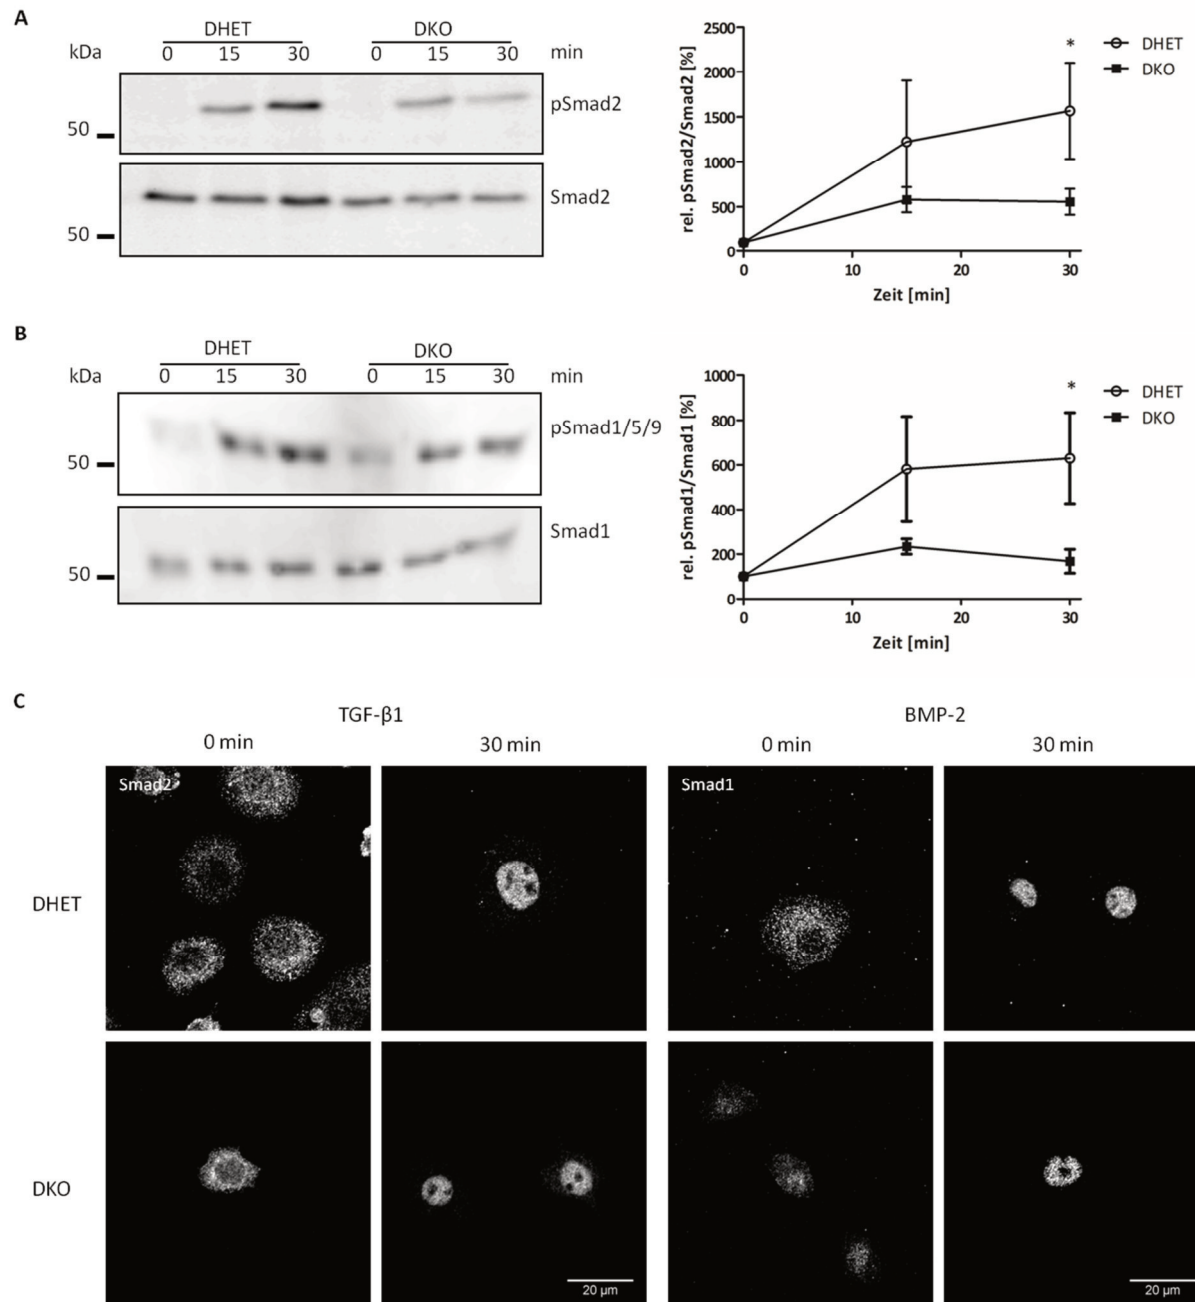 A
DHET DKO
kDa 0 15 30 0 15 30 min
pSmad2
50
Smad2
50
rel. pSmad2/Smad2 [%]
2500
2000
1500
1000
500
0
0 10 20 30
Zeit [min]
*
DHET
DKO
B
DHET DKO
kDa 0 15 30 0 15 30 min
pSmad1/5/9
50
Smad1
50
rel. pSmad1/Smad1 [%]
1000
800
600
400
200
0
0 10 20 30
Zeit [min]
*
DHET
DKO
C
TGF-β1 BMP-2
0 min 30 min 0 min 30 min
Smad2 Smad1
DHET
DKO
20 µm 20 µm